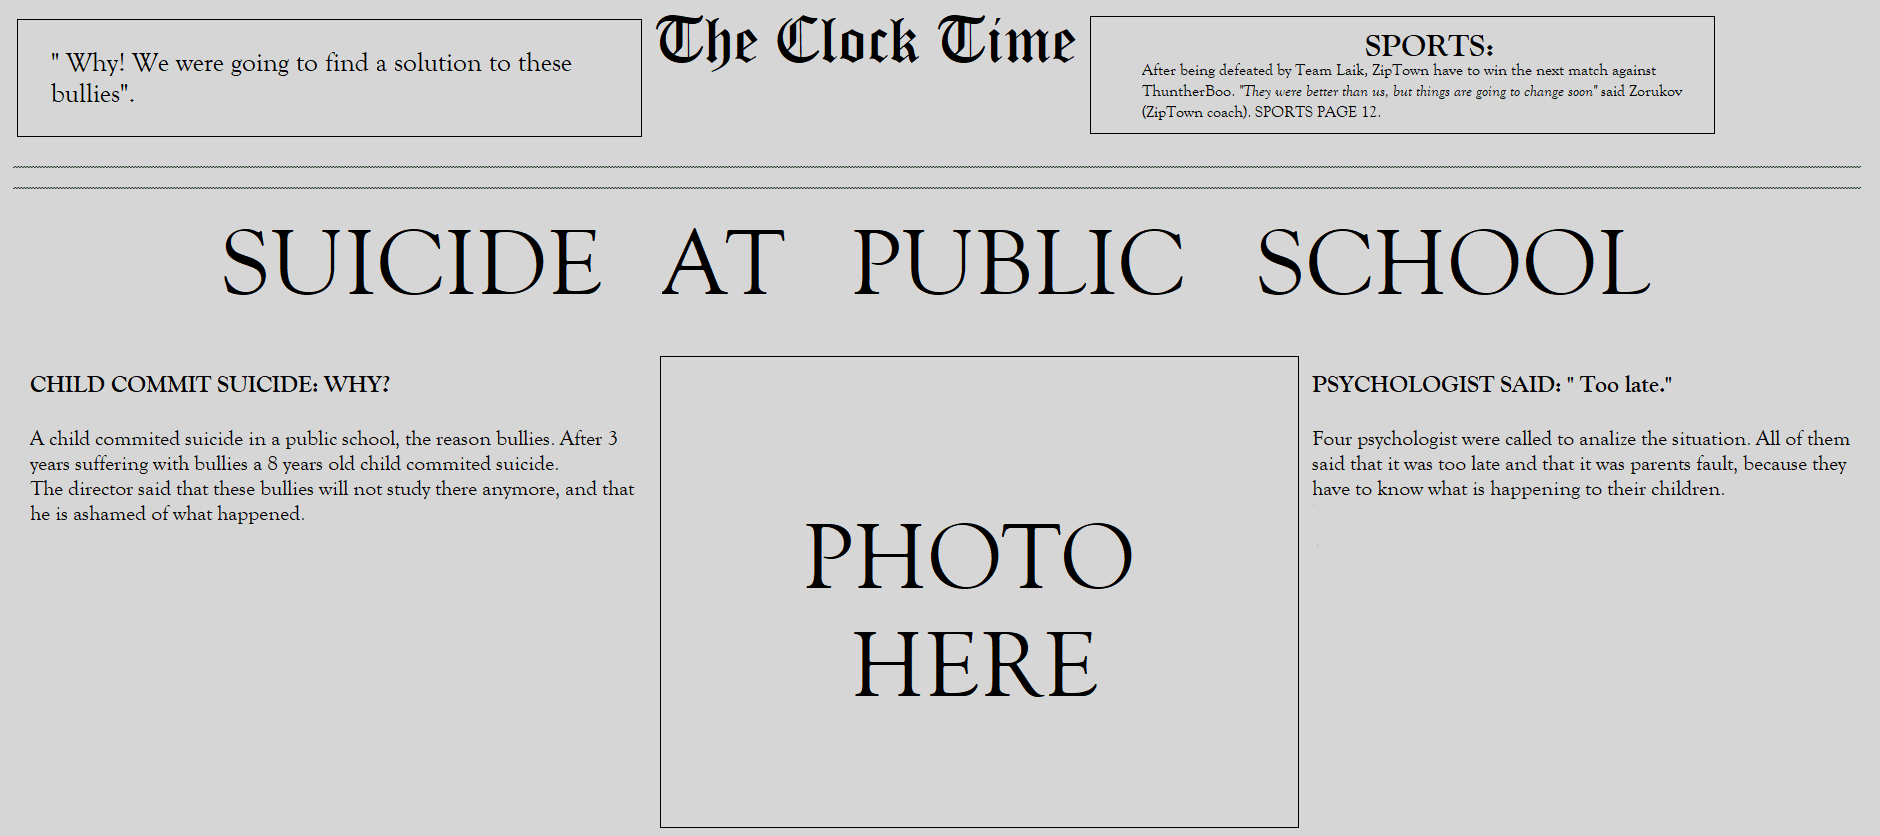 " Why! We were going to find a solution to these
bullies".
The Clock Time
SPORTS:
After being defeated by Team Laik, ZipTown have to win the next match against
ThuntherBoo. "They were better than us, but things are going to change soon" said Zorukov
(ZipTown coach). SPORTS PAGE 12.
SUICIDE AT PUBLIC SCHOOL
CHILD COMMIT SUICIDE: WHY?
A child commited suicide in a public school, the reason bullies. After 3
years suffering with bullies a 8 years old child commited suicide.
The director said that these bullies will not study there anymore, and that
he is ashamed of what happened.
PHOTO
HERE
PSYCHOLOGIST SAID: " Too late."
Four psychologist were called to analize the situation. All of them
said that it was too late and that it was parents fault, because they
have to know what is happening to their children.